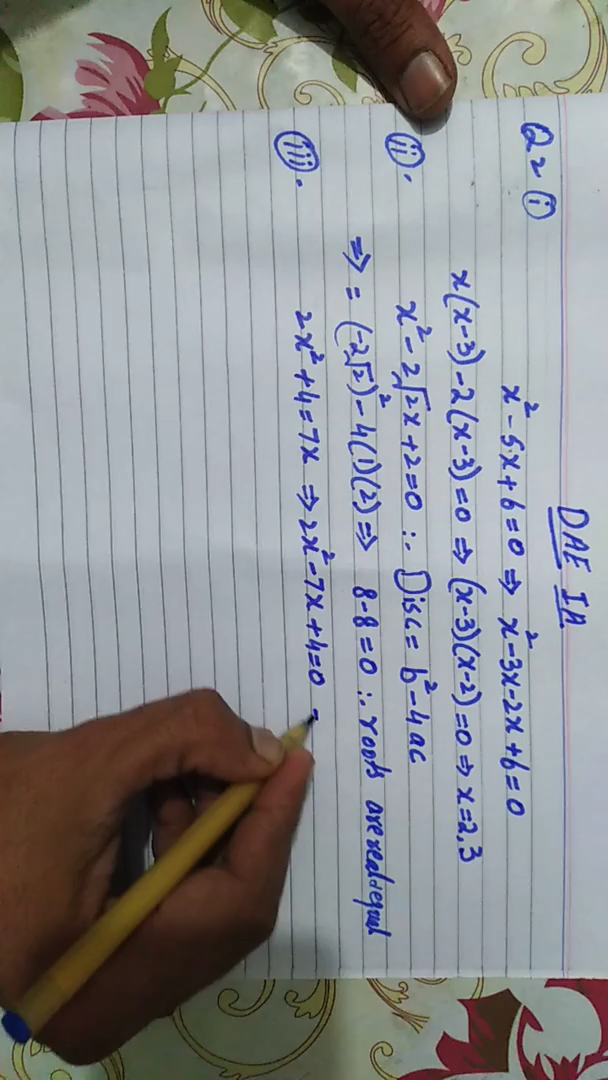 DAE IA
Q2 (i) x² - 5x + 6 = 0 ⇒ x² - 3x - 2x + 6 = 0
x(x-3) - 2(x-3) = 0 ⇒ (x-3)(x-2) = 0 ⇒ x = 2,3
(ii). x² - 2√2x + 2 = 0 ∴ Disc = b² - 4ac
⇒ = (-2√2)² - 4(1)(2) ⇒ 8 - 8 = 0 ∴ roots are real + equal
(iii). 2x² + 4 = 7x ⇒ 2x² - 7x + 4 = 0